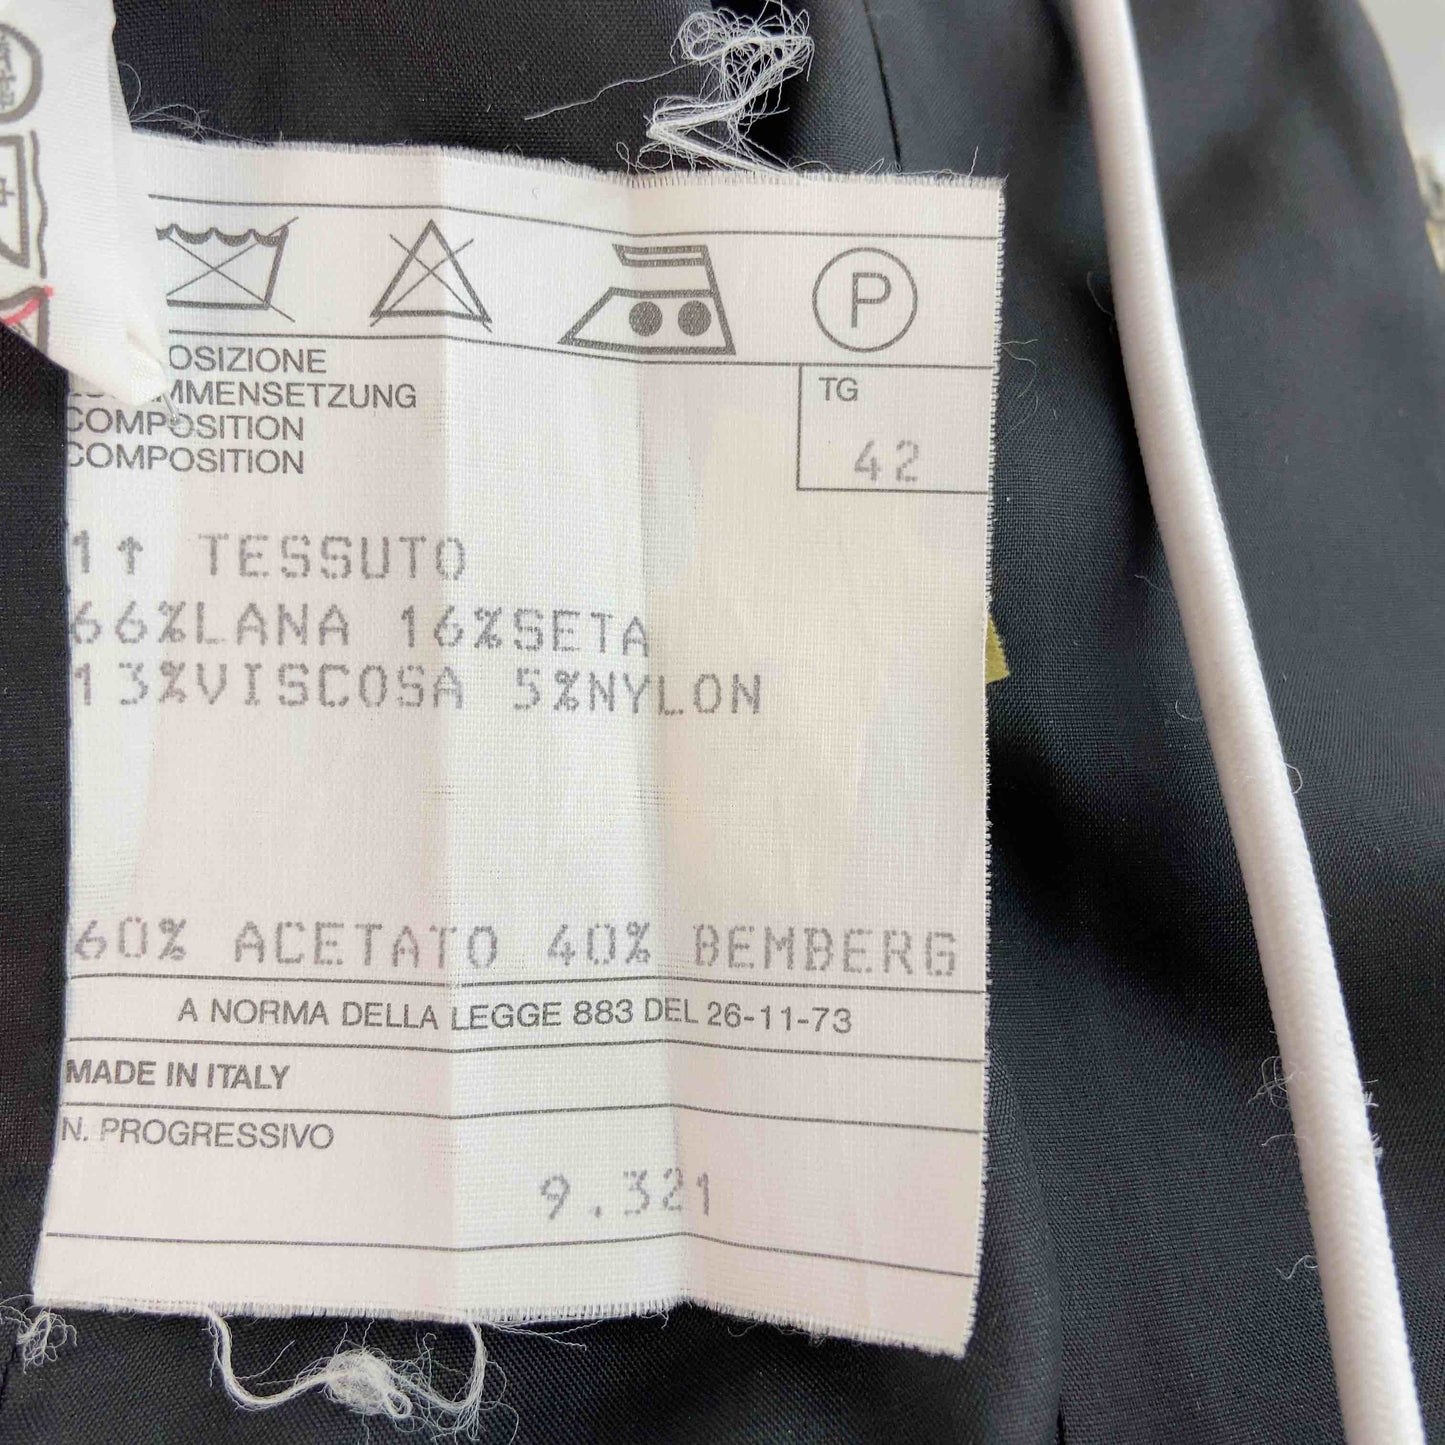 P
OSIZIONE
MMENSETZUNG
COMPOSITION
COMPOSITION
TG
42
1↑ TESSUTO
66%LANA 16%SETA
13%VISCOSA 5%NYLON
60% ACETATO 40% BEMBERG
A NORMA DELLA LEGGE 883 DEL 26-11-73
MADE IN ITALY
N. PROGRESSIVO
9.321